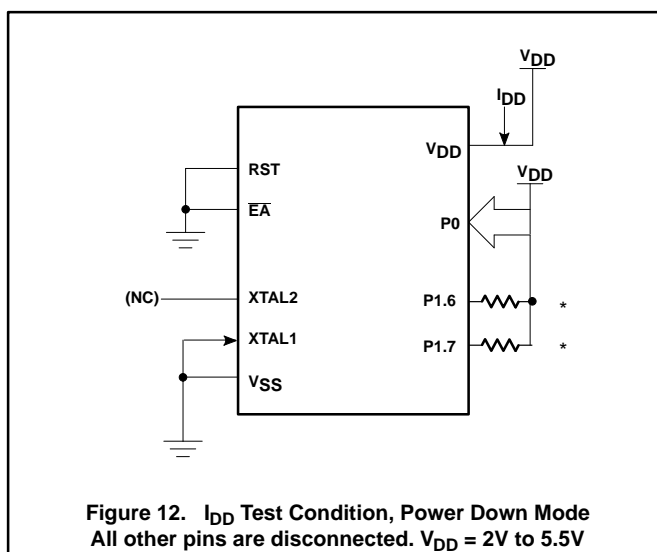 VDD
IDD
VDD
RST
VDD
EA
P0
(NC)
XTAL2
P1.6
*
XTAL1
P1.7
*
VSS
Figure 12. IDD Test Condition, Power Down Mode
All other pins are disconnected. VDD = 2V to 5.5V